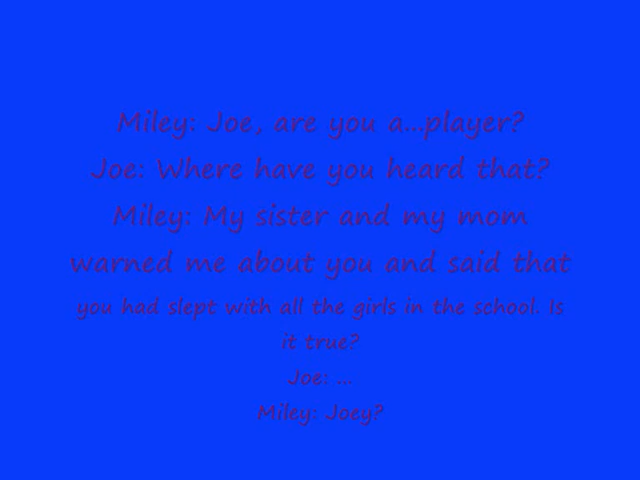 Miley: Joe, are you a...player?
Joe: Where have you heard that?
Miley: My sister and my mom
warned me about you and said that
you had slept with all the girls in the school. Is
it true?
Joe: ...
Miley: Joey?